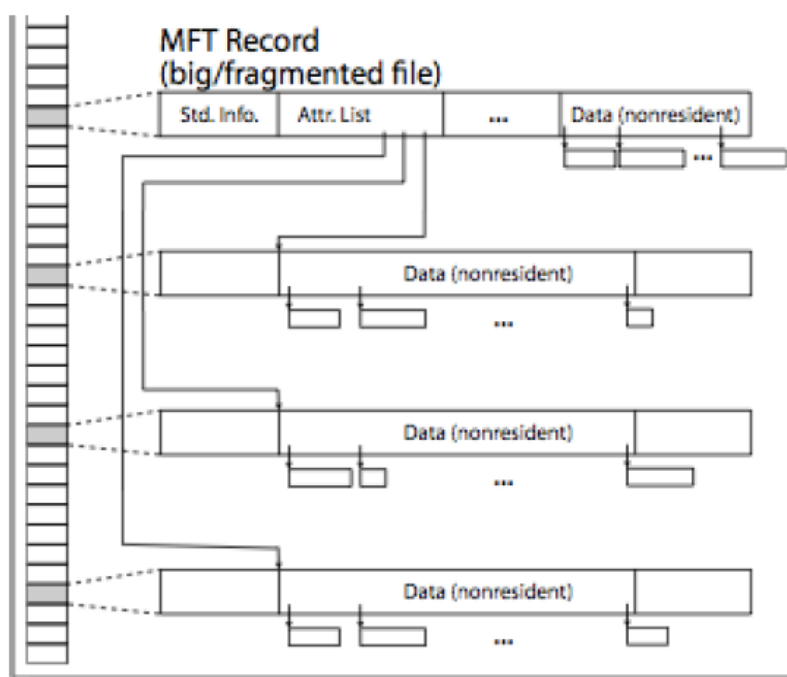 MFT Record
(big/fragmented file)
Std. Info. Attr. List ... Data (nonresident)
...
Data (nonresident)
...
Data (nonresident)
...
Data (nonresident)
...